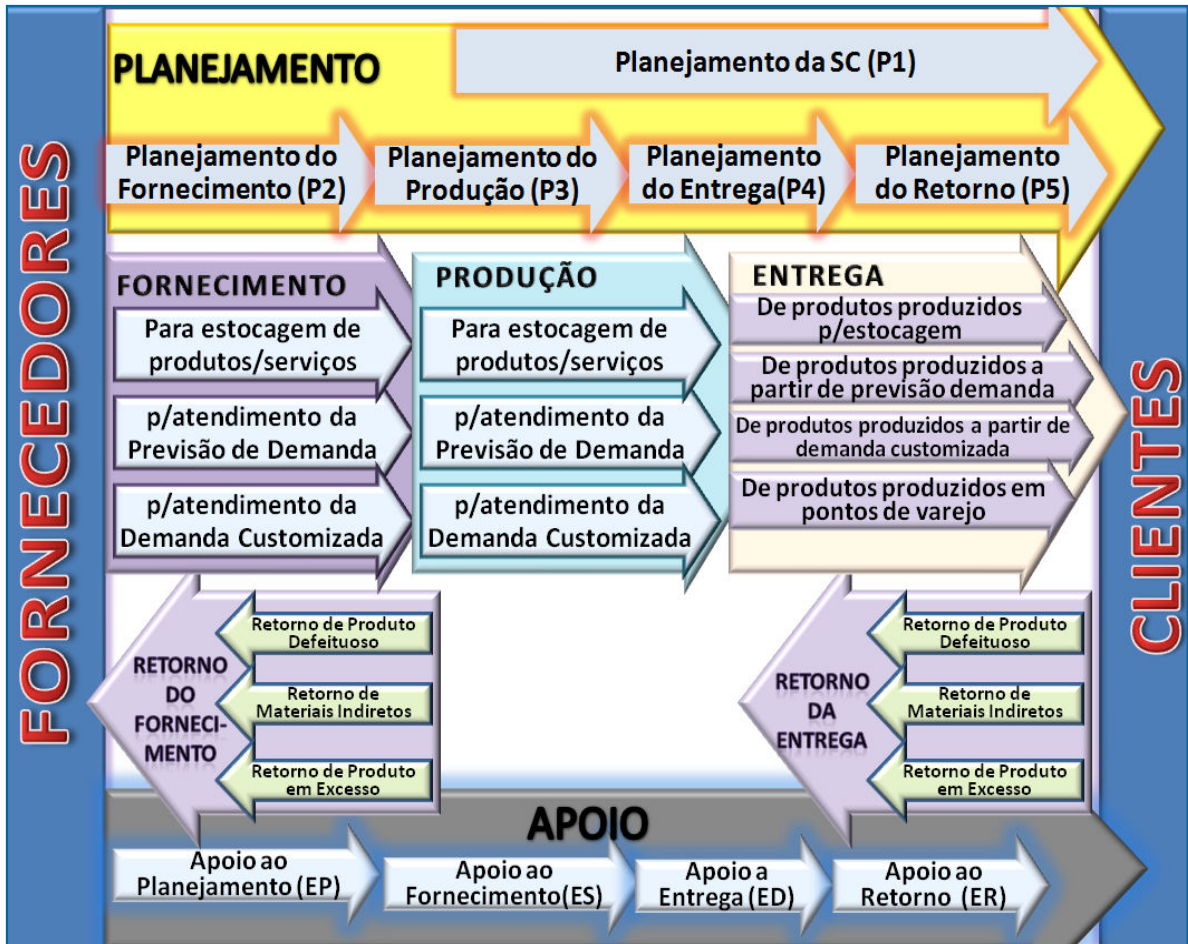 FORNECEDORES
PLANEJAMENTO
Planejamento da SC (P1)
Planejamento do
Fornecimento (P2)
Planejamento do
Produção (P3)
Planejamento
do Entrega(P4)
Planejamento
do Retorno (P5)
FORNECIMENTO
Para estocagem de
produtos/serviços
p/atendimento da
Previsão de Demanda
p/atendimento da
Demanda Customizada
PRODUÇÃO
Para estocagem de
produtos/serviços
p/atendimento da
Previsão de Demanda
p/atendimento da
Demanda Customizada
ENTREGA
De produtos produzidos
p/estocagem
De produtos produzidos a
partir de previsão demanda
De produtos produzidos a partir de
demanda customizada
De produtos produzidos em
pontos de varejo
RETORNO
DO
FORNECI-
MENTO
Retorno de Produto
Defeituoso
Retorno de
Materiais Indiretos
Retorno de Produto
em Excesso
RETORNO
DA
ENTREGA
Retorno de Produto
Defeituoso
Retorno de
Materiais Indiretos
Retorno de Produto
em Excesso
APOIO
Apoio ao
Planejamento (EP)
Apoio ao
Fornecimento(ES)
Apoio a
Entrega (ED)
Apoio ao
Retorno (ER)
CLIENTES